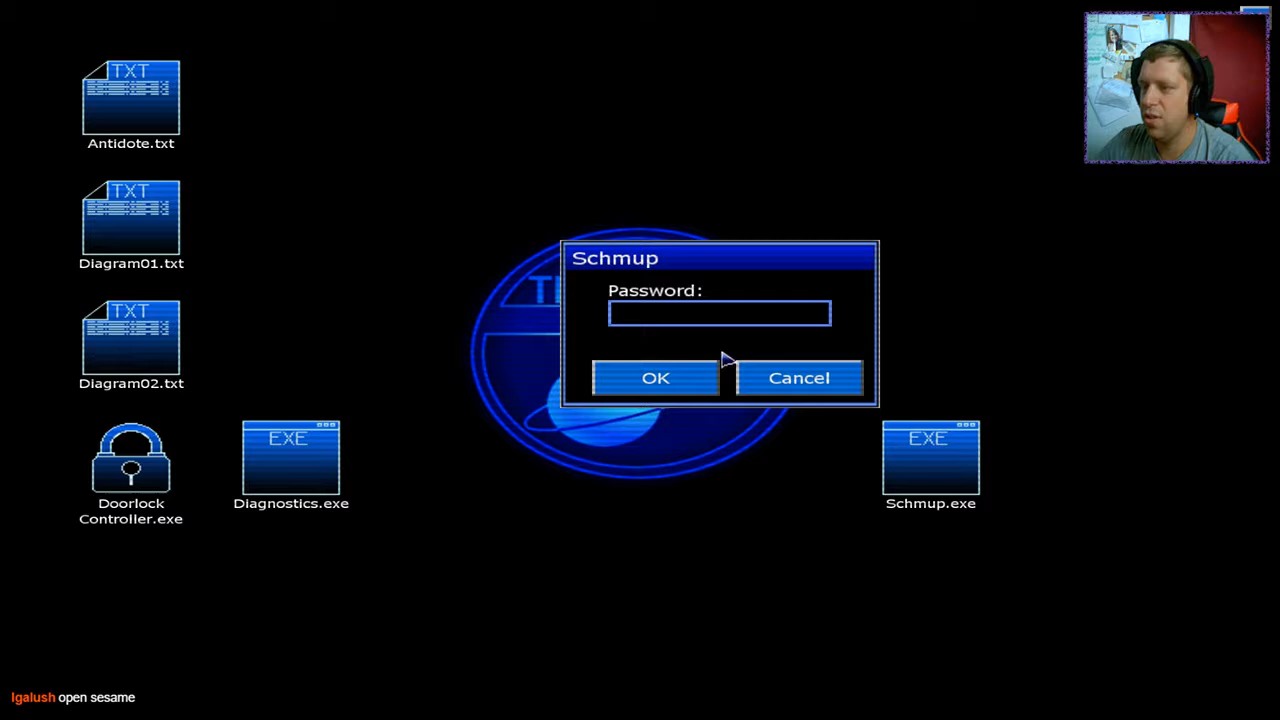 TXT
Antidote.txt
TXT
Diagram01.txt
TXT
Diagram02.txt
Doorlock
Controller.exe
EXE
Diagnostics.exe
Schmup
Password:
OK
Cancel
EXE
Schmup.exe
lgalush open sesame